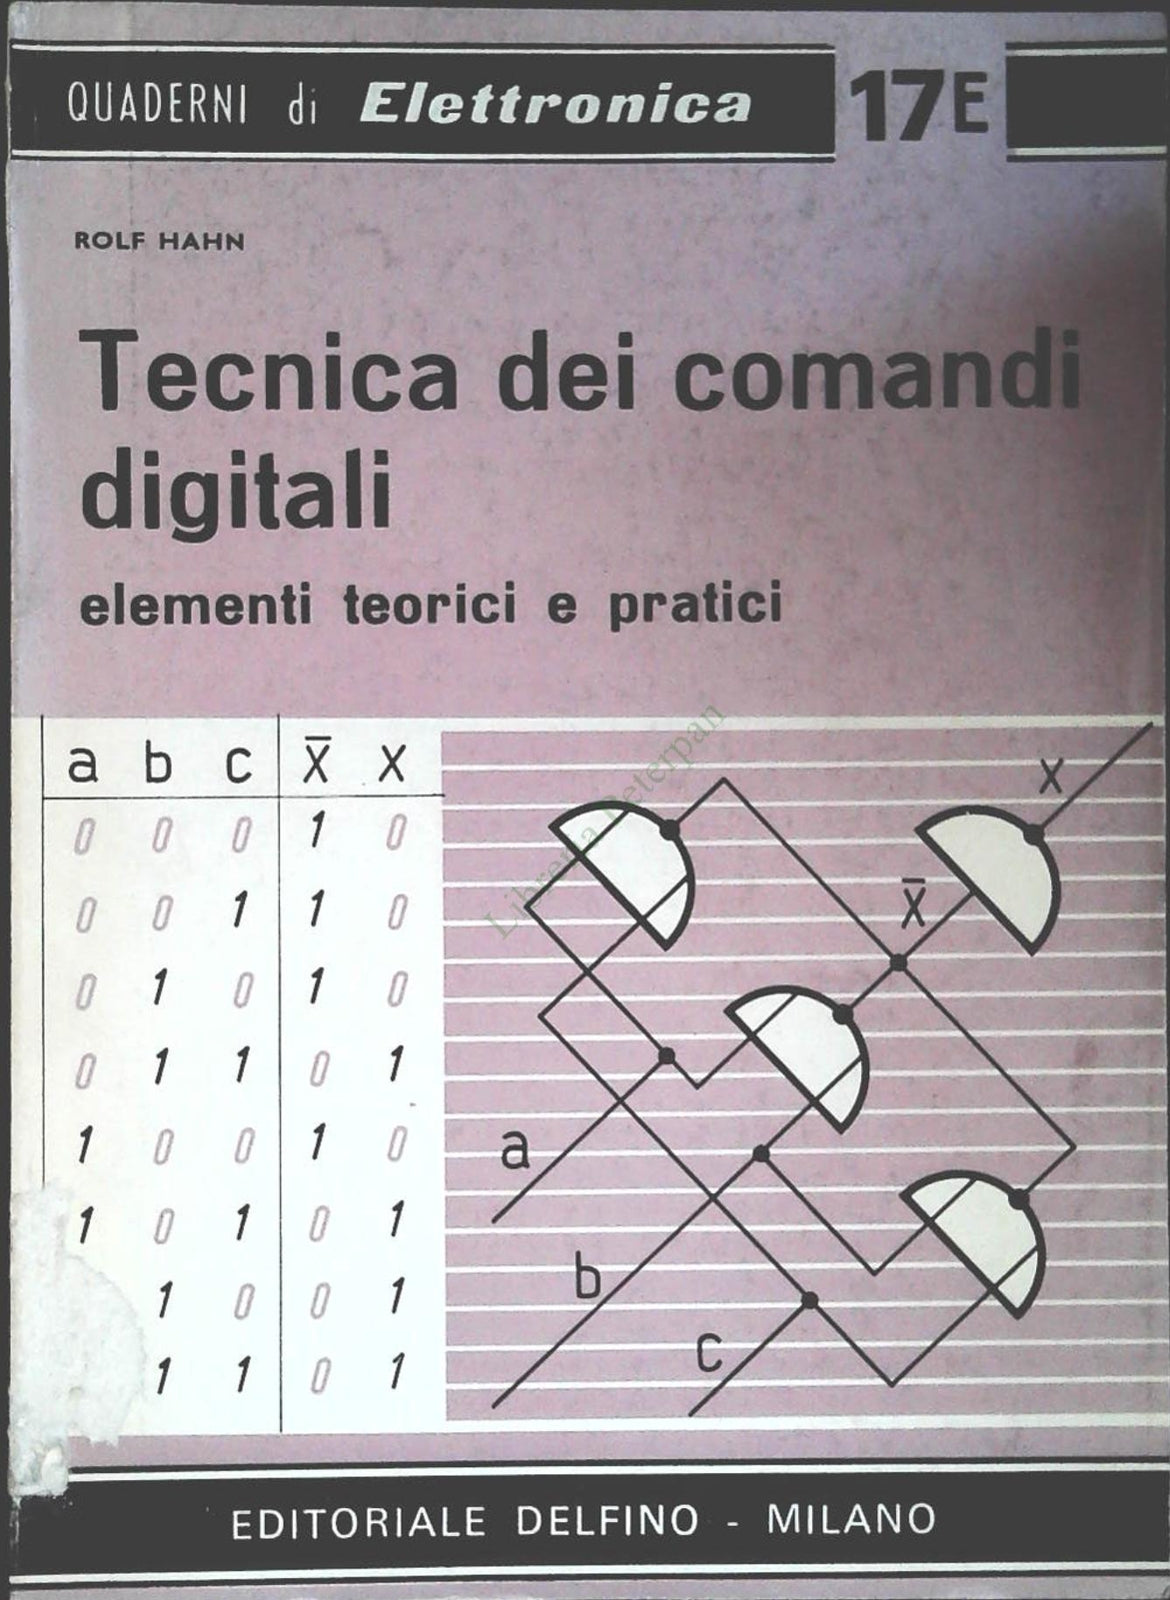 QUADERNI di Elettronica 17E
ROLF HAHN
Tecnica dei comandi
digitali
elementi teorici e pratici
a b c x̄ x
0 0 0 1 0
0 0 1 1 0
0 1 0 1 0
0 1 1 0 1
1 0 0 1 0
1 0 1 0 1
1 0 0 1
1 1 0 1
x
x̄
a
b
c
Libreria Peterpan
EDITORIALE DELFINO - MILANO